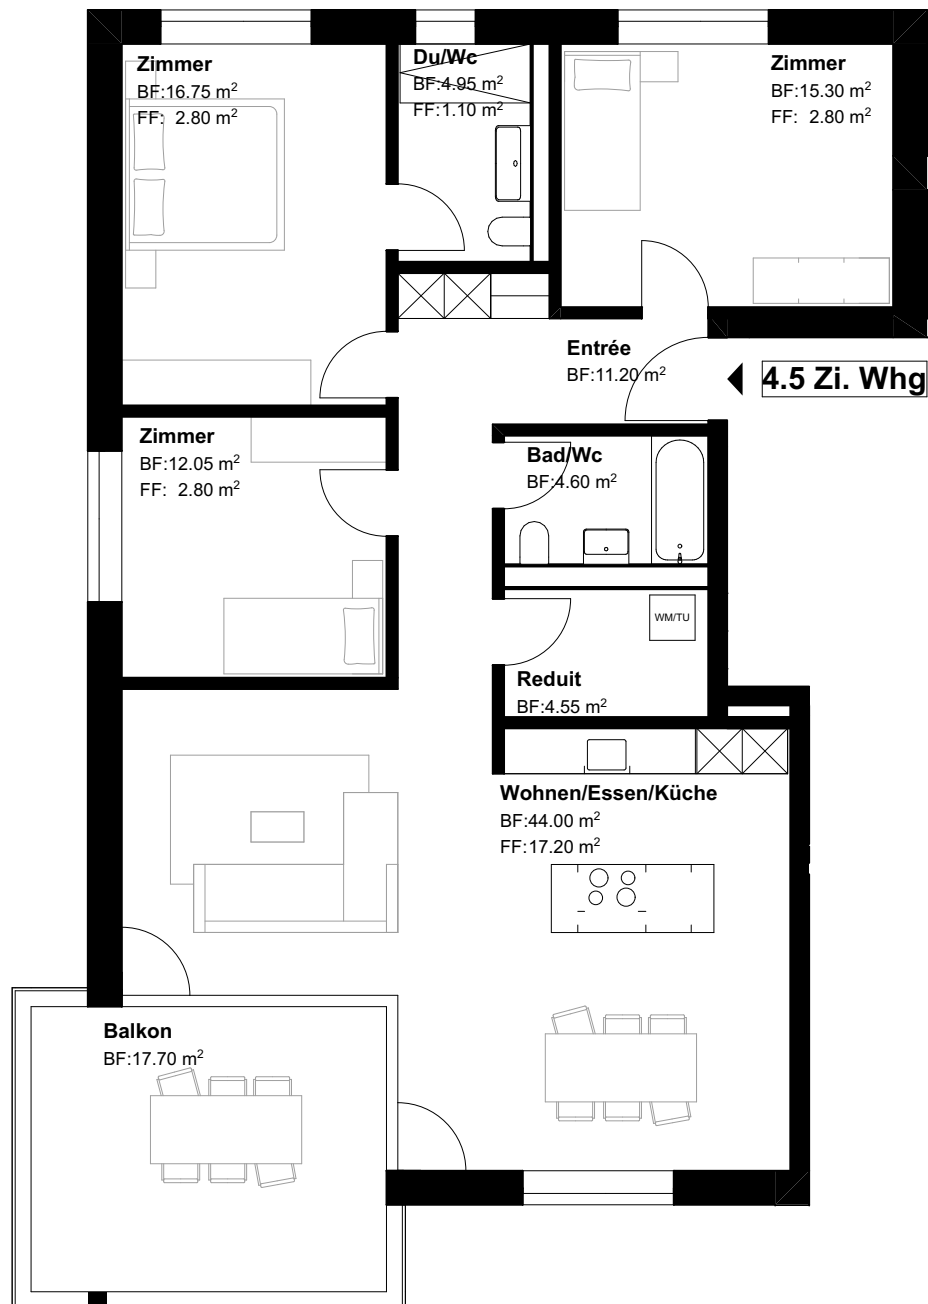 Zimmer
BF:16.75 m²
FF: 2.80 m²
Du/Wc
BF:4.95 m²
FF:1.10 m²
Zimmer
BF:15.30 m²
FF: 2.80 m²
Entrée
BF:11.20 m²
4.5 Zi. Whg
Zimmer
BF:12.05 m²
FF: 2.80 m²
Bad/Wc
BF:4.60 m²
WM/TU
Reduit
BF:4.55 m²
Wohnen/Essen/Küche
BF:44.00 m²
FF:17.20 m²
Balkon
BF:17.70 m²